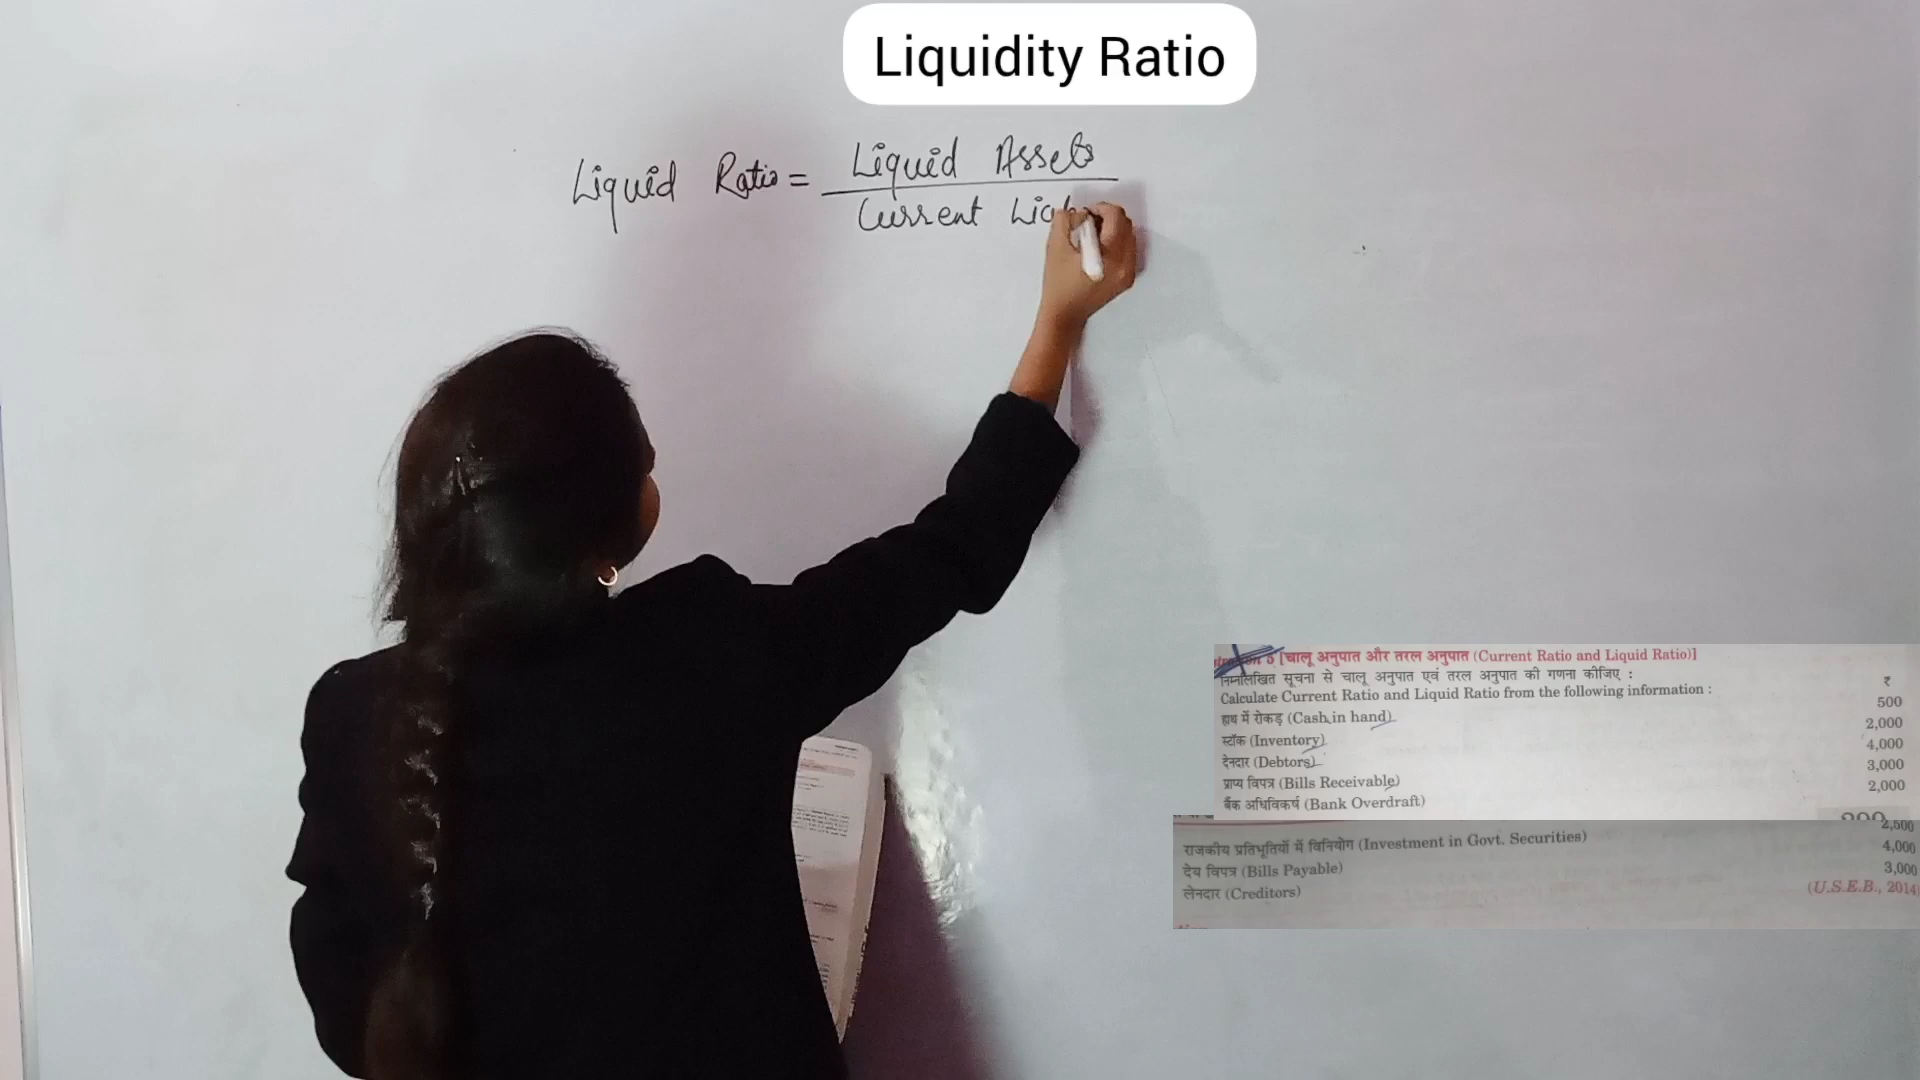 Liquidity Ratio
Liquid Ratio = Liquid Assets
Current Liab
[चालू अनुपात और तरल अनुपात (Current Ratio and Liquid Ratio)]
निम्नलिखित सूचना से चालू अनुपात एवं तरल अनुपात की गणना कीजिए :
Calculate Current Ratio and Liquid Ratio from the following information : ₹
हाथ में रोकड़ (Cash in hand) 500
स्टॉक (Inventory) 2,000
देनदार (Debtors) 4,000
प्राप्य विपत्र (Bills Receivable) 3,000
बैंक अधिविकर्ष (Bank Overdraft) 2,000
राजकीय प्रतिभूतियों में विनियोग (Investment in Govt. Securities) 2,500
देय विपत्र (Bills Payable) 4,000
लेनदार (Creditors) 3,000
(U.S.E.B., 2014)